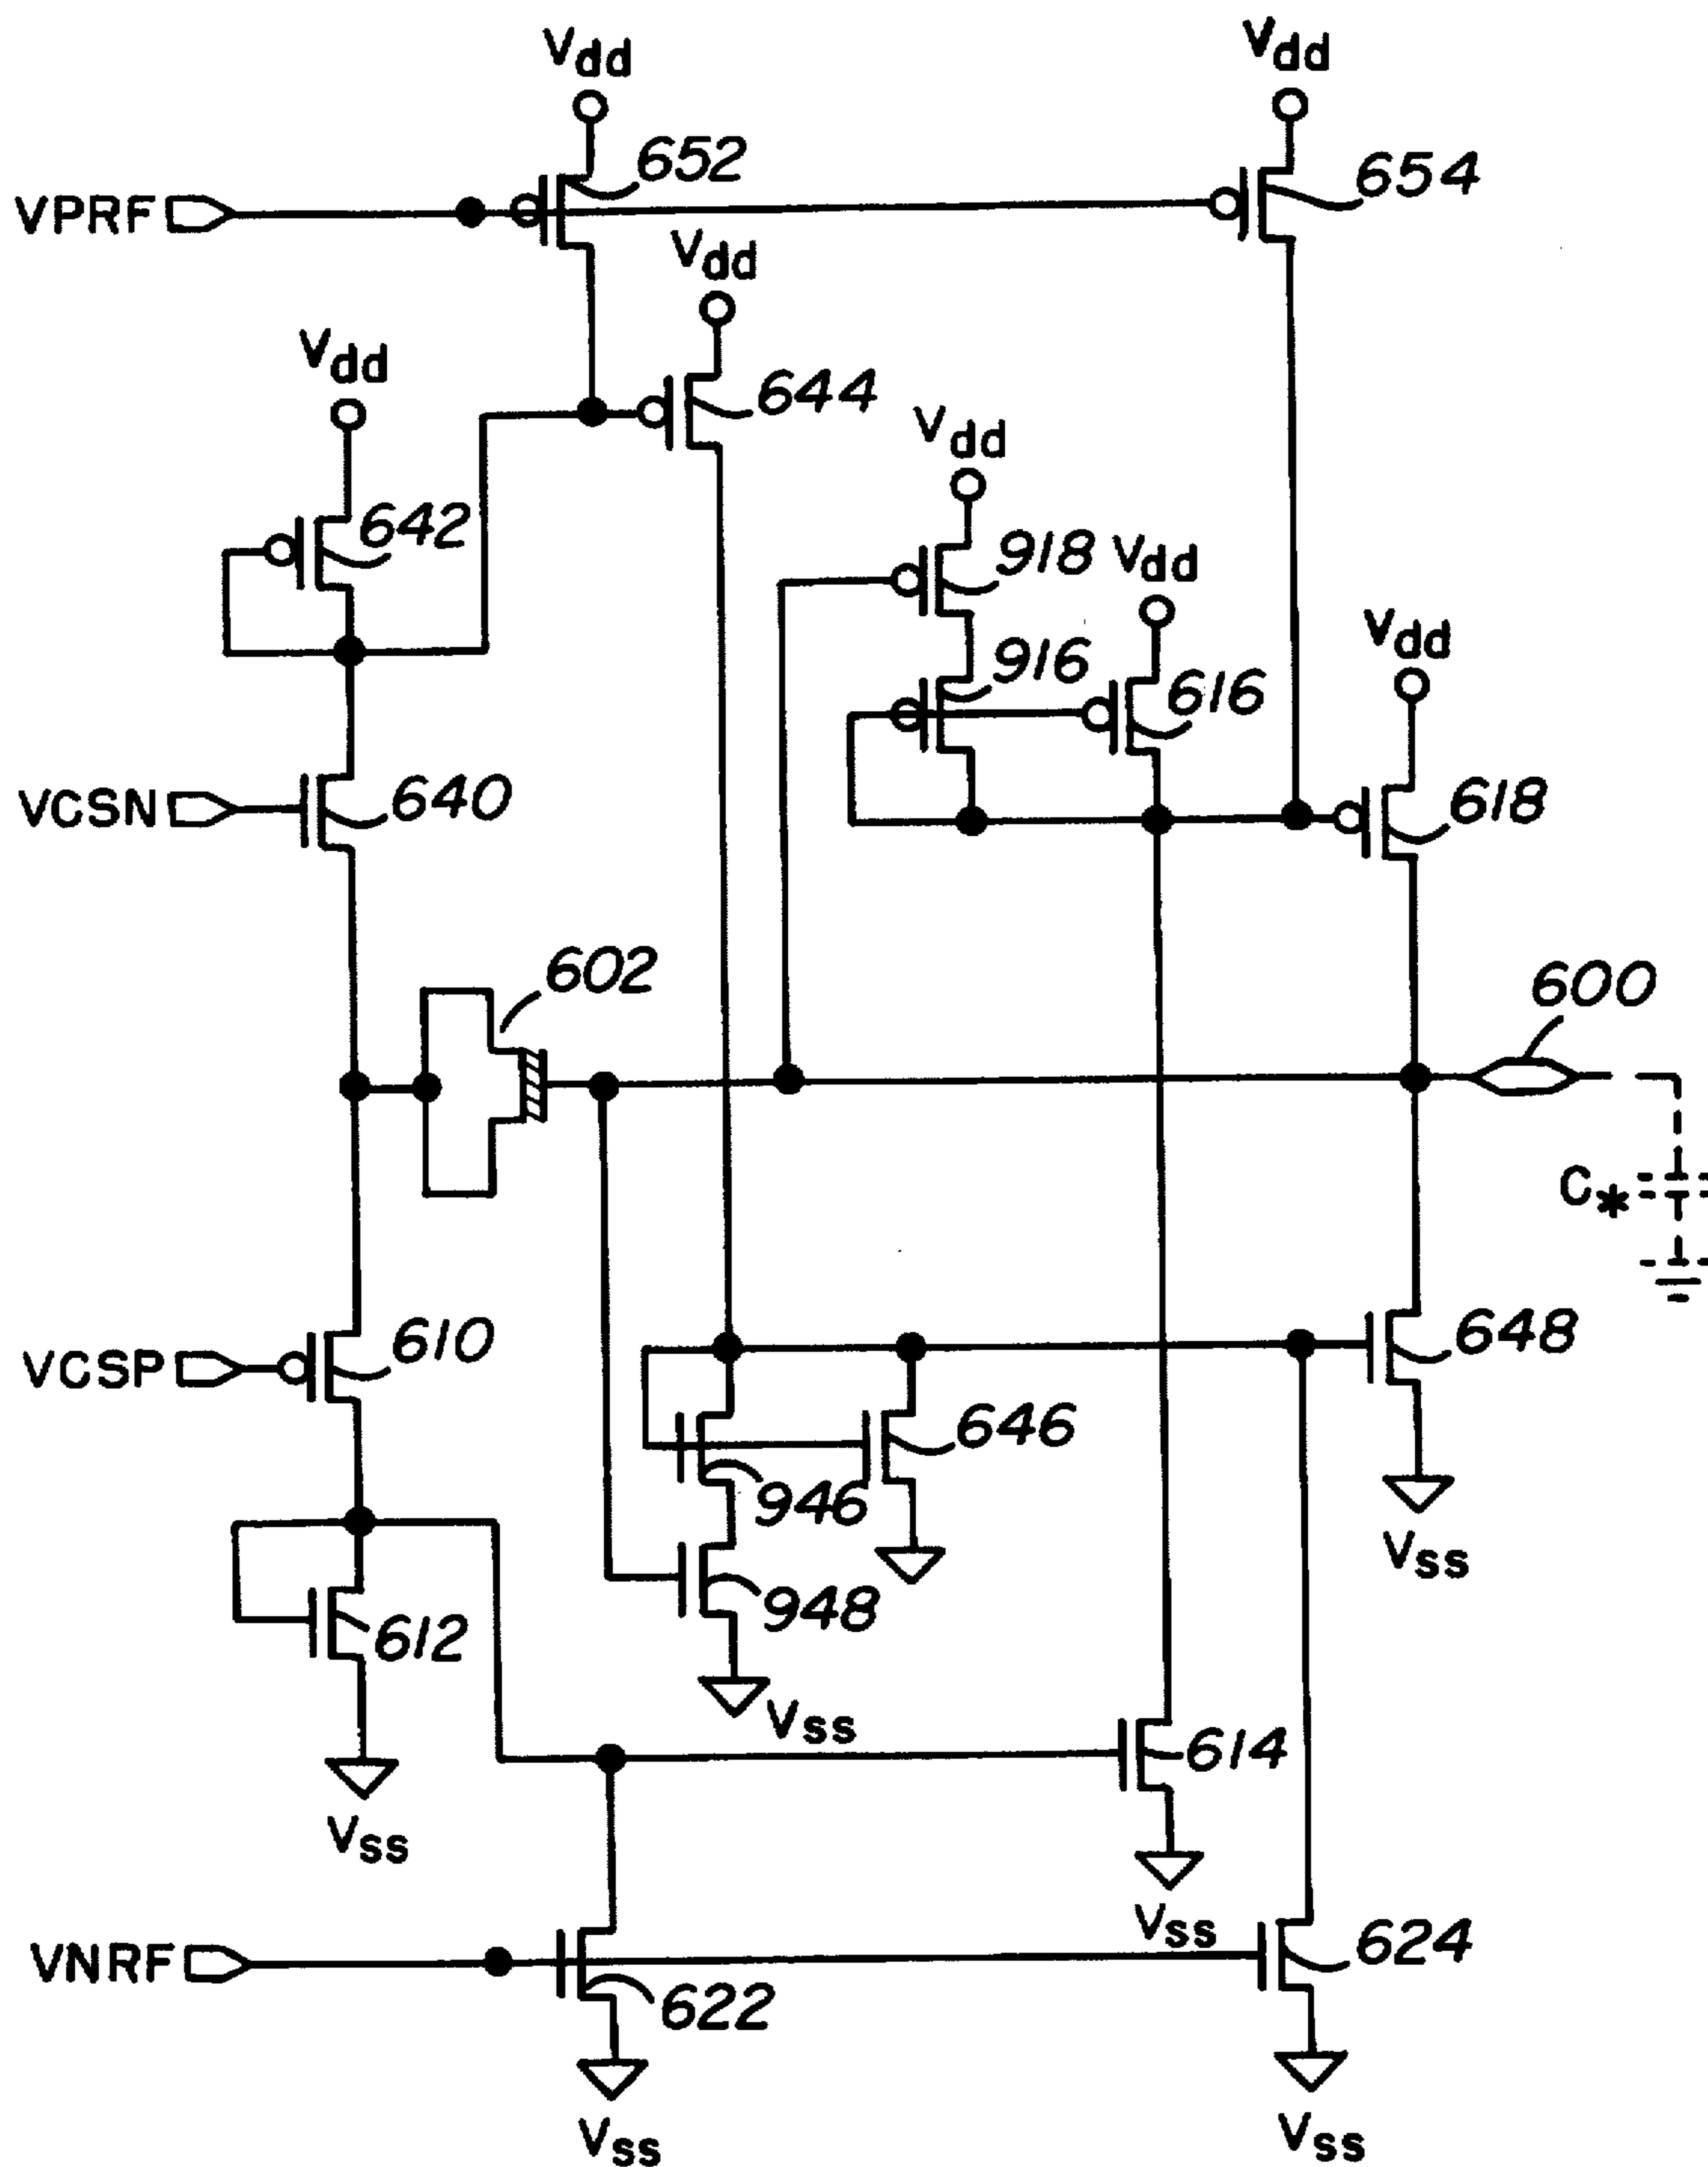 Vdd
Vdd
652
654
VPRF
Vdd
Vdd
644
Vdd
642
918
Vdd
Vdd
916
616
VCSN
640
618
602
600
C*
VCSP
610
648
646
946
Vss
948
612
Vss
614
Vss
Vss
VNRF
624
622
Vss
Vss